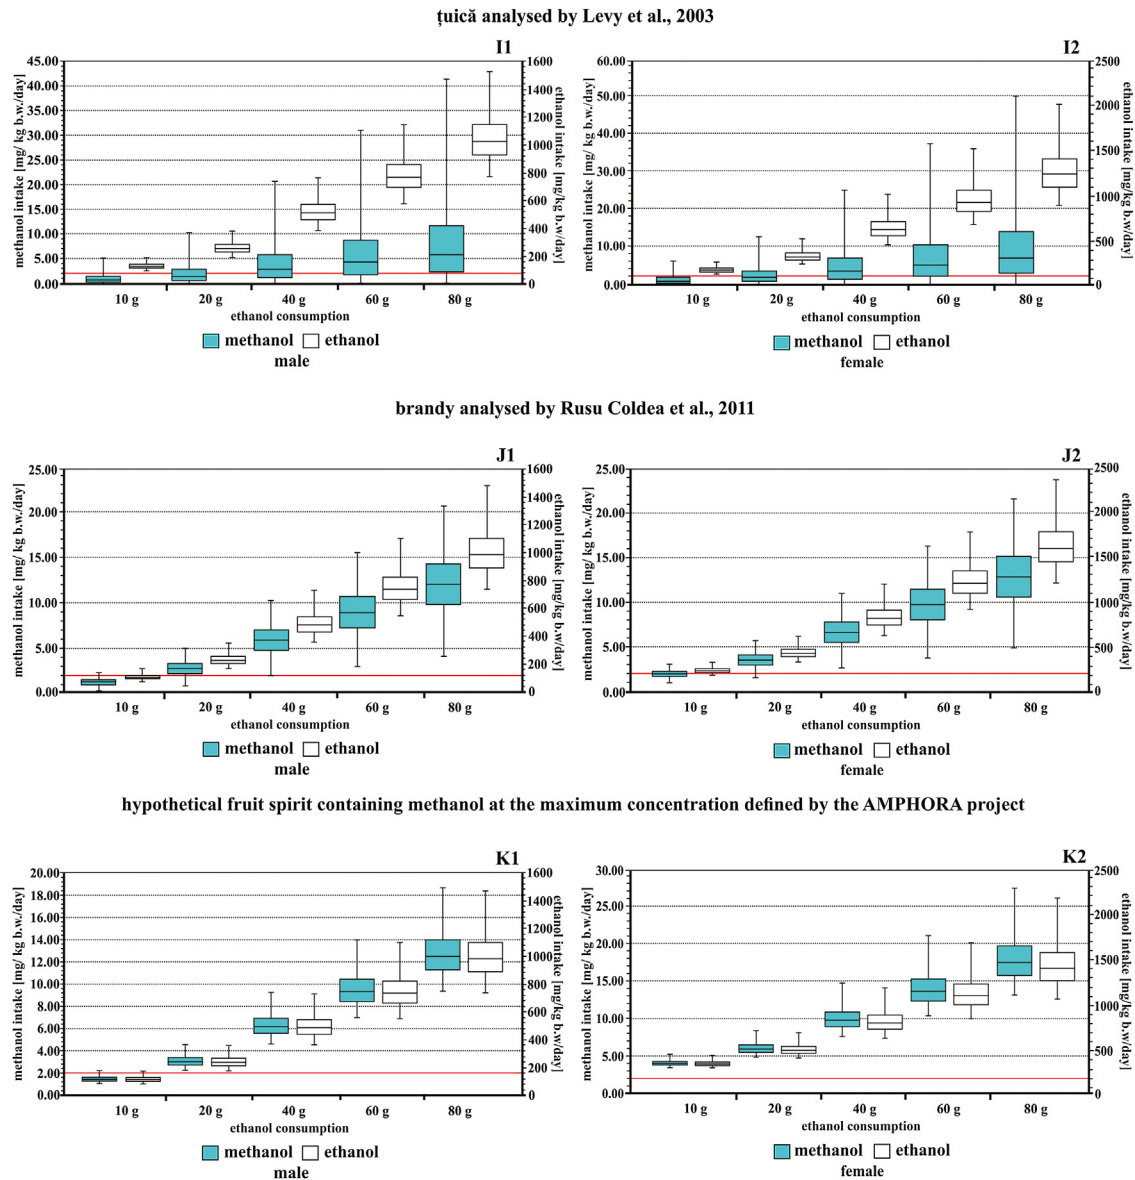 țuică analysed by Levy et al., 2003
I1
methanol intake [mg/ kg b.w./day]
45.00
40.00
35.00
30.00
25.00
20.00
15.00
10.00
5.00
0.00
1600
1400
1200
1000
800
600
400
200
0
ethanol intake [mg/kg b.w/day]
10 g 20 g 40 g 60 g 80 g
ethanol consumption
methanol ethanol
male
I2
methanol intake [mg/ kg b.w./day]
60.00
50.00
40.00
30.00
20.00
10.00
0.00
2500
2000
1500
1000
500
0
ethanol intake [mg/kg b.w/day]
10 g 20 g 40 g 60 g 80 g
ethanol consumption
methanol ethanol
female
brandy analysed by Rusu Coldea et al., 2011
J1
methanol intake [mg/ kg b.w./day]
25.00
20.00
15.00
10.00
5.00
0.00
1600
1400
1200
1000
800
600
400
200
0
ethanol intake [mg/kg b.w/day]
10 g 20 g 40 g 60 g 80 g
ethanol consumption
methanol ethanol
male
J2
methanol intake [mg/ kg b.w./day]
25.00
20.00
15.00
10.00
5.00
0.00
2500
2000
1500
1000
500
0
ethanol intake [mg/kg b.w/day]
10 g 20 g 40 g 60 g 80 g
ethanol consumption
methanol ethanol
female
hypothetical fruit spirit containing methanol at the maximum concentration defined by the AMPHORA project
K1
methanol intake [mg/ kg b.w./day]
20.00
18.00
16.00
14.00
12.00
10.00
8.00
6.00
4.00
2.00
0.00
1600
1400
1200
1000
800
600
400
200
0
ethanol intake [mg/kg b.w/day]
10 g 20 g 40 g 60 g 80 g
ethanol consumption
methanol ethanol
male
K2
methanol intake [mg/ kg b.w./day]
30.00
25.00
20.00
15.00
10.00
5.00
0.00
2500
2000
1500
1000
500
0
ethanol intake [mg/kg b.w/day]
10 g 20 g 40 g 60 g 80 g
ethanol consumption
methanol ethanol
female